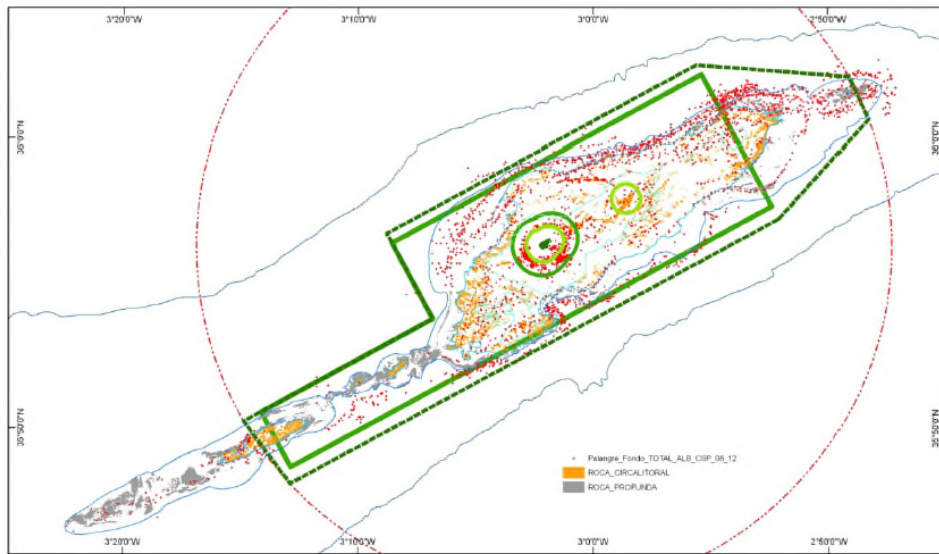 3°20'0"W 3°10'0"W 3°0'0"W 2°50'0"W
36°0'0"N 36°0'0"N
35°50'0"N 35°50'0"N
Palangre_Fondo_TOTAL_ALB_CISP_06_12
ROCA_CIRCALITORAL
ROCA_PROFUNDA
3°20'0"W 3°10'0"W 3°0'0"W 2°50'0"W